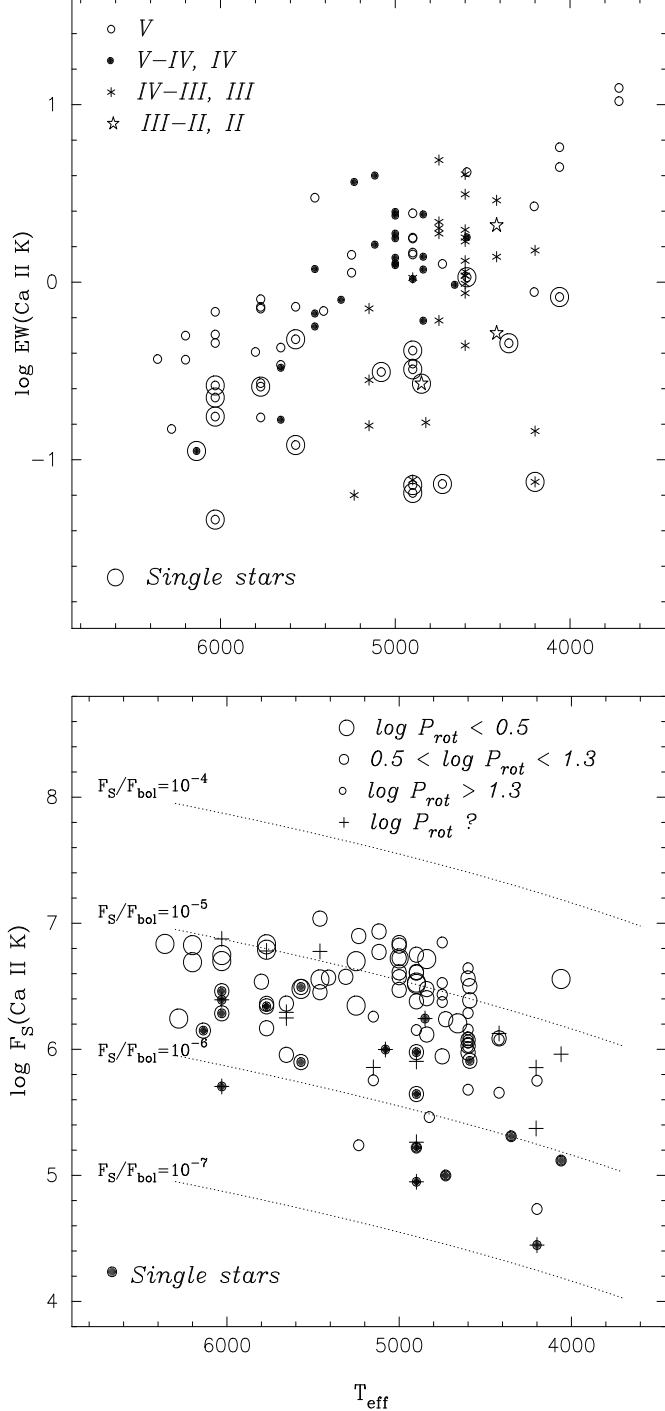 V
V−IV, IV
IV−III, III
III−II, II
1
0
−1
log EW(Ca II K)
Single stars
6000 5000 4000
log P_rot < 0.5
0.5 < log P_rot < 1.3
log P_rot > 1.3
log P_rot ?
F_S/F_bol=10^−4
F_S/F_bol=10^−5
F_S/F_bol=10^−6
F_S/F_bol=10^−7
8
7
6
5
4
log F_S(Ca II K)
Single stars
6000 5000 4000
T_eff